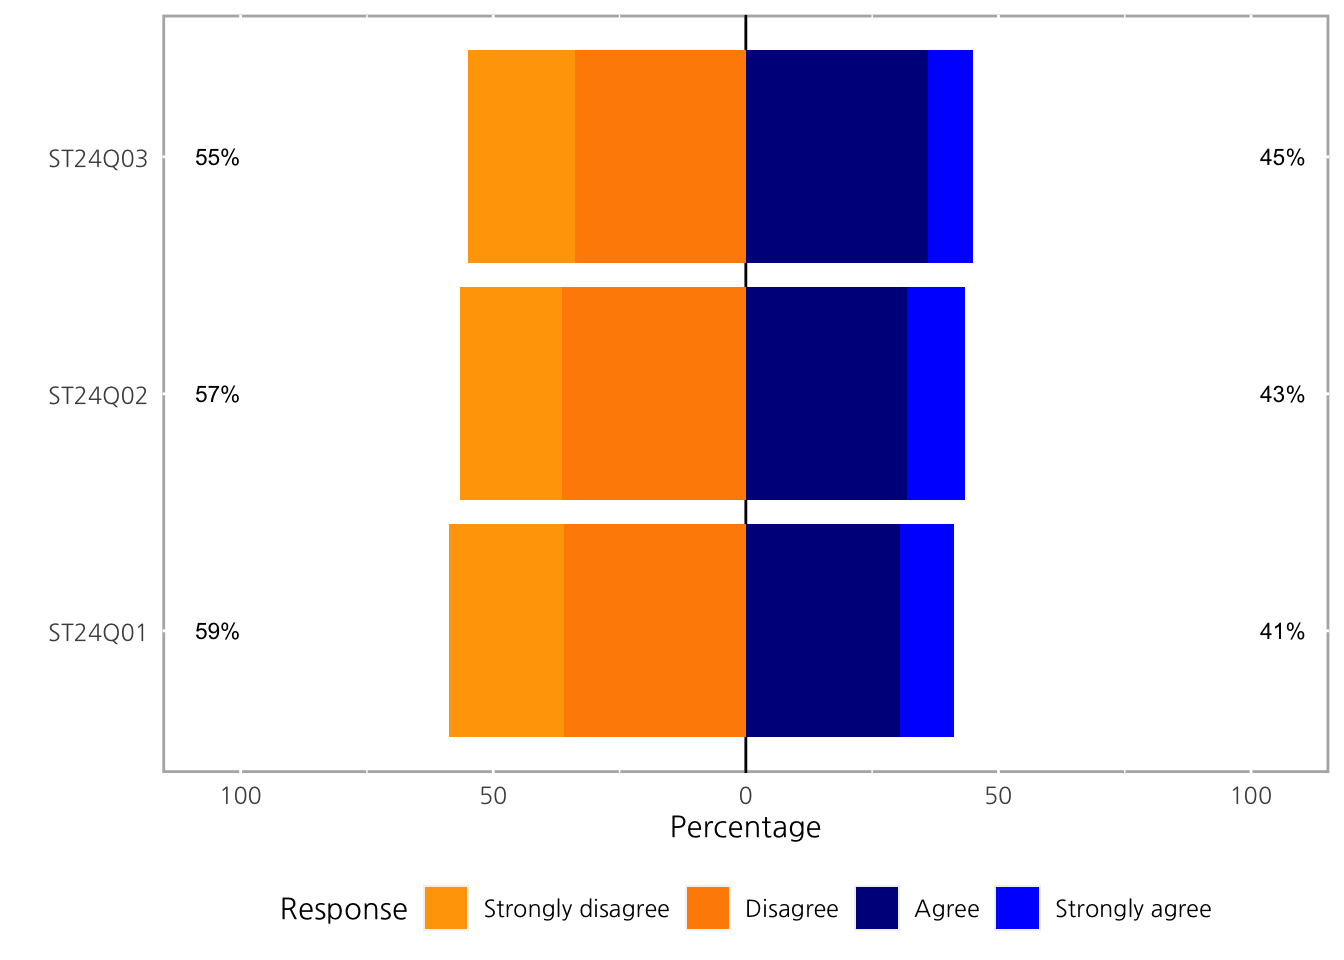 ST24Q03 55% 45%
ST24Q02 57% 43%
ST24Q01 59% 41%
100 50 0 50 100
Percentage
Response Strongly disagree Disagree Agree Strongly agree